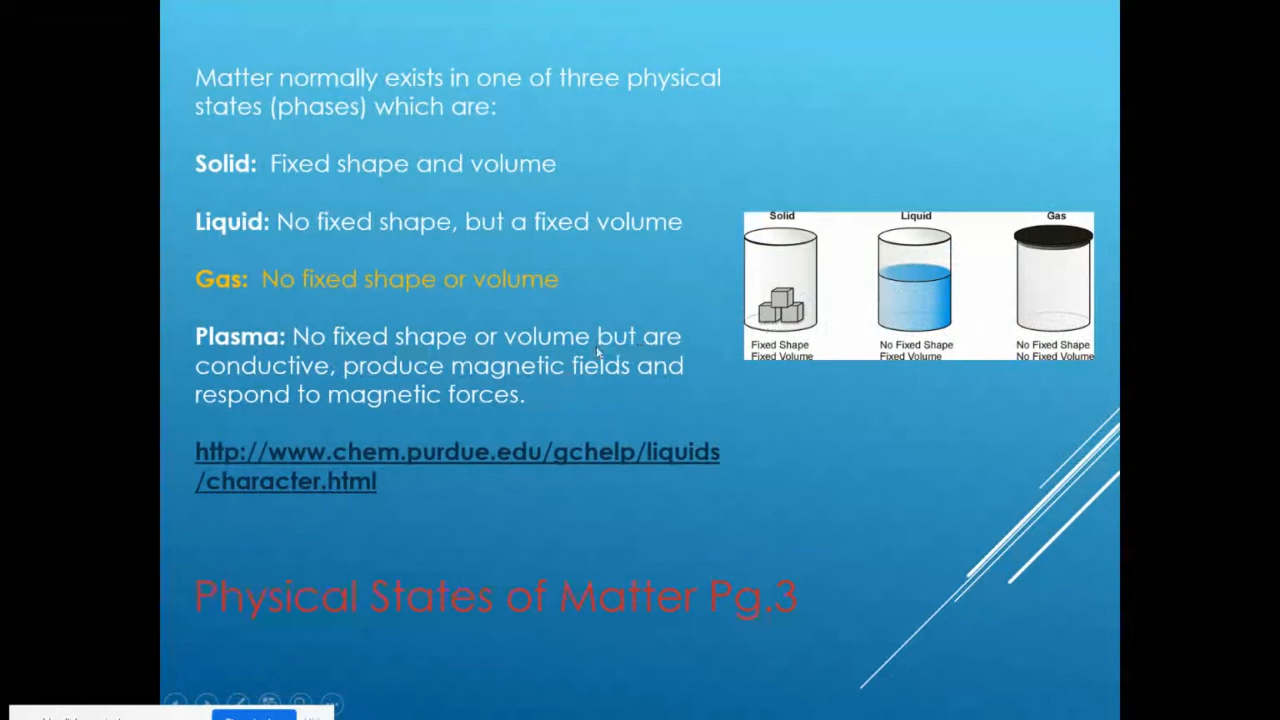 Matter normally exists in one of three physical
states (phases) which are:
Solid: Fixed shape and volume
Liquid: No fixed shape, but a fixed volume
Gas: No fixed shape or volume
Plasma: No fixed shape or volume but are
conductive, produce magnetic fields and
respond to magnetic forces.
http://www.chem.purdue.edu/gchelp/liquids
/character.html
Solid Liquid Gas
Fixed Shape No Fixed Shape No Fixed Shape
Fixed Volume Fixed Volume No Fixed Volume
Physical States of Matter Pg.3